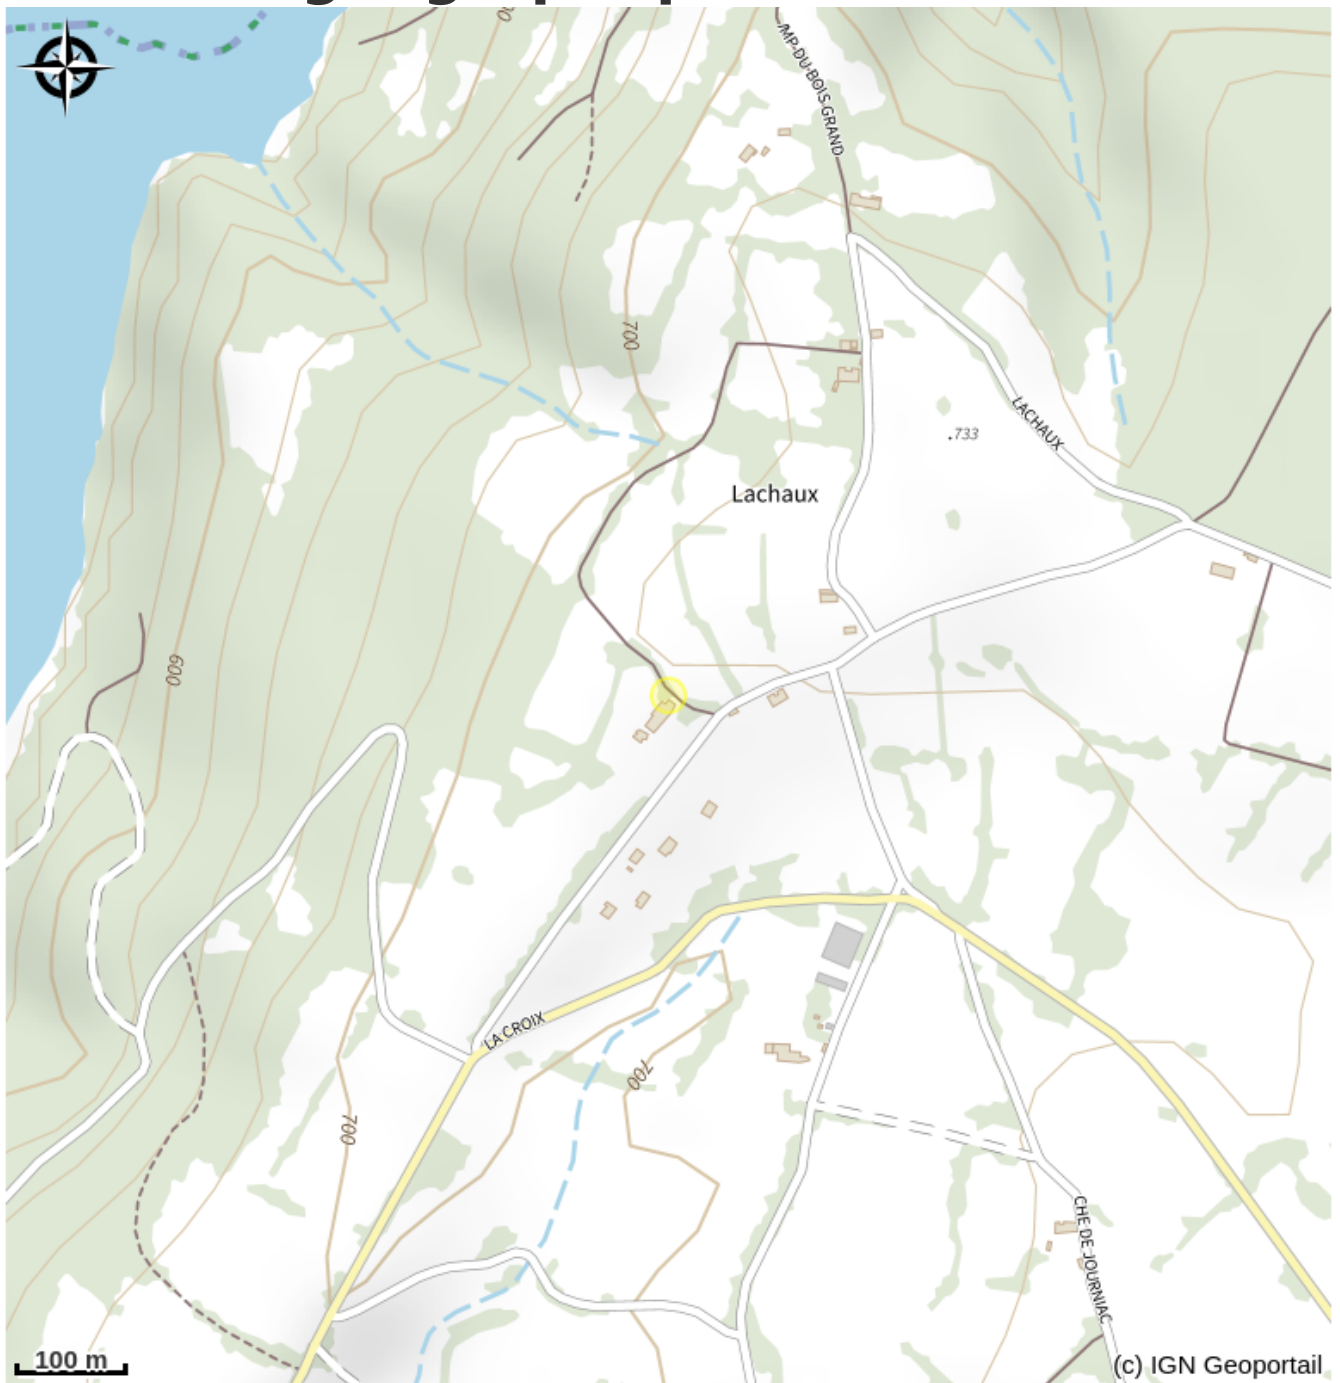 MP-DU-BOIS-GRAND
700
LACHAUX
.733
Lachaux
600
LA CROIX
700
700
CHE DE JOURNIAC
100 m
(c) IGN Geoportail